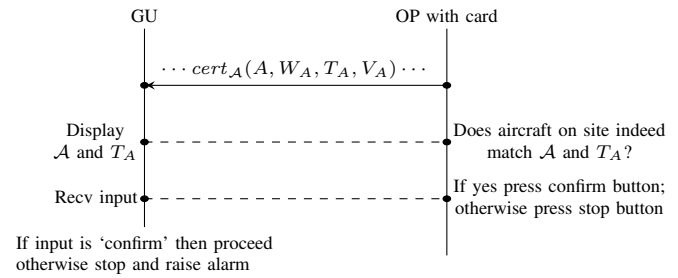 GU
OP with card
· · · cert𝒜(A, W_A, T_A, V_A) · · ·
Display
𝒜 and T_A
Does aircraft on site indeed
match 𝒜 and T_A?
Recv input
If yes press confirm button;
otherwise press stop button
If input is ‘confirm’ then proceed
otherwise stop and raise alarm